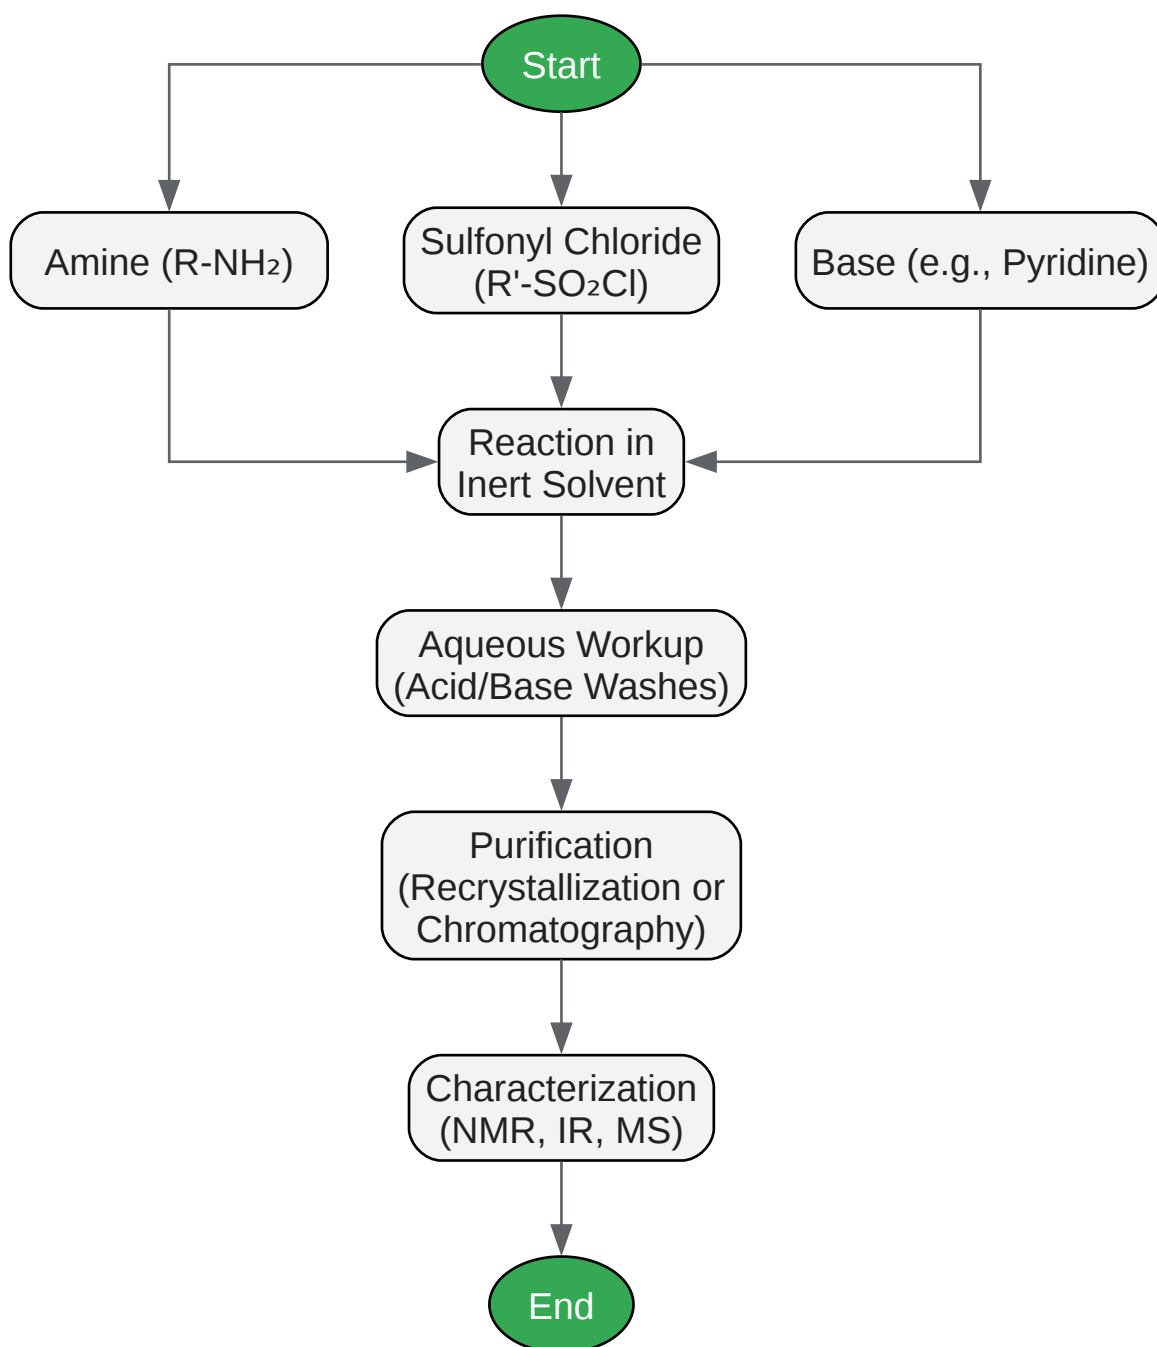 Start
Amine (R-NH₂)
Sulfonyl Chloride
(R'-SO₂Cl)
Base (e.g., Pyridine)
Reaction in
Inert Solvent
Aqueous Workup
(Acid/Base Washes)
Purification
(Recrystallization or
Chromatography)
Characterization
(NMR, IR, MS)
End